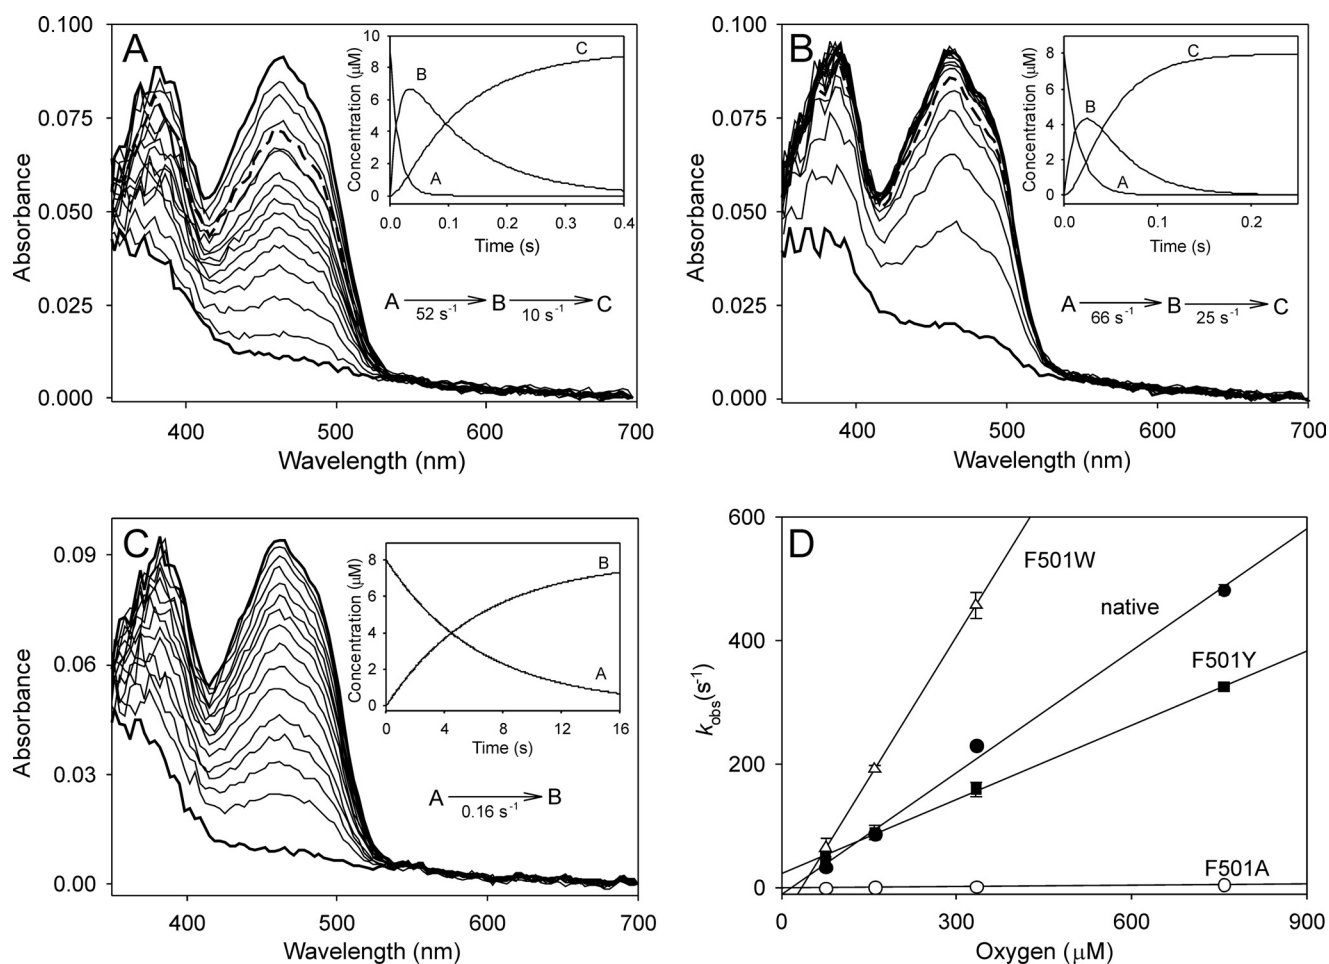 A
0.100
0.075
0.050
0.025
0.000
Absorbance
400
500
600
700
Wavelength (nm)
10
8
6
4
2
0
Concentration (μM)
0.0
0.1
0.2
0.3
0.4
Time (s)
A
B
C
A B C
52 s-1
10 s-1
B
0.100
0.075
0.050
0.025
0.000
Absorbance
400
500
600
700
Wavelength (nm)
8
6
4
2
0
Concentration (μM)
0.0
0.1
0.2
Time (s)
A
B
C
A B C
66 s-1
25 s-1
C
0.09
0.06
0.03
0.00
Absorbance
400
500
600
700
Wavelength (nm)
8
6
4
2
0
Concentration (μM)
0
4
8
12
16
Time (s)
B
A
A B
0.16 s-1
D
600
400
200
0
kobs(s-1)
0
300
600
900
Oxygen (μM)
F501W
native
F501Y
F501A